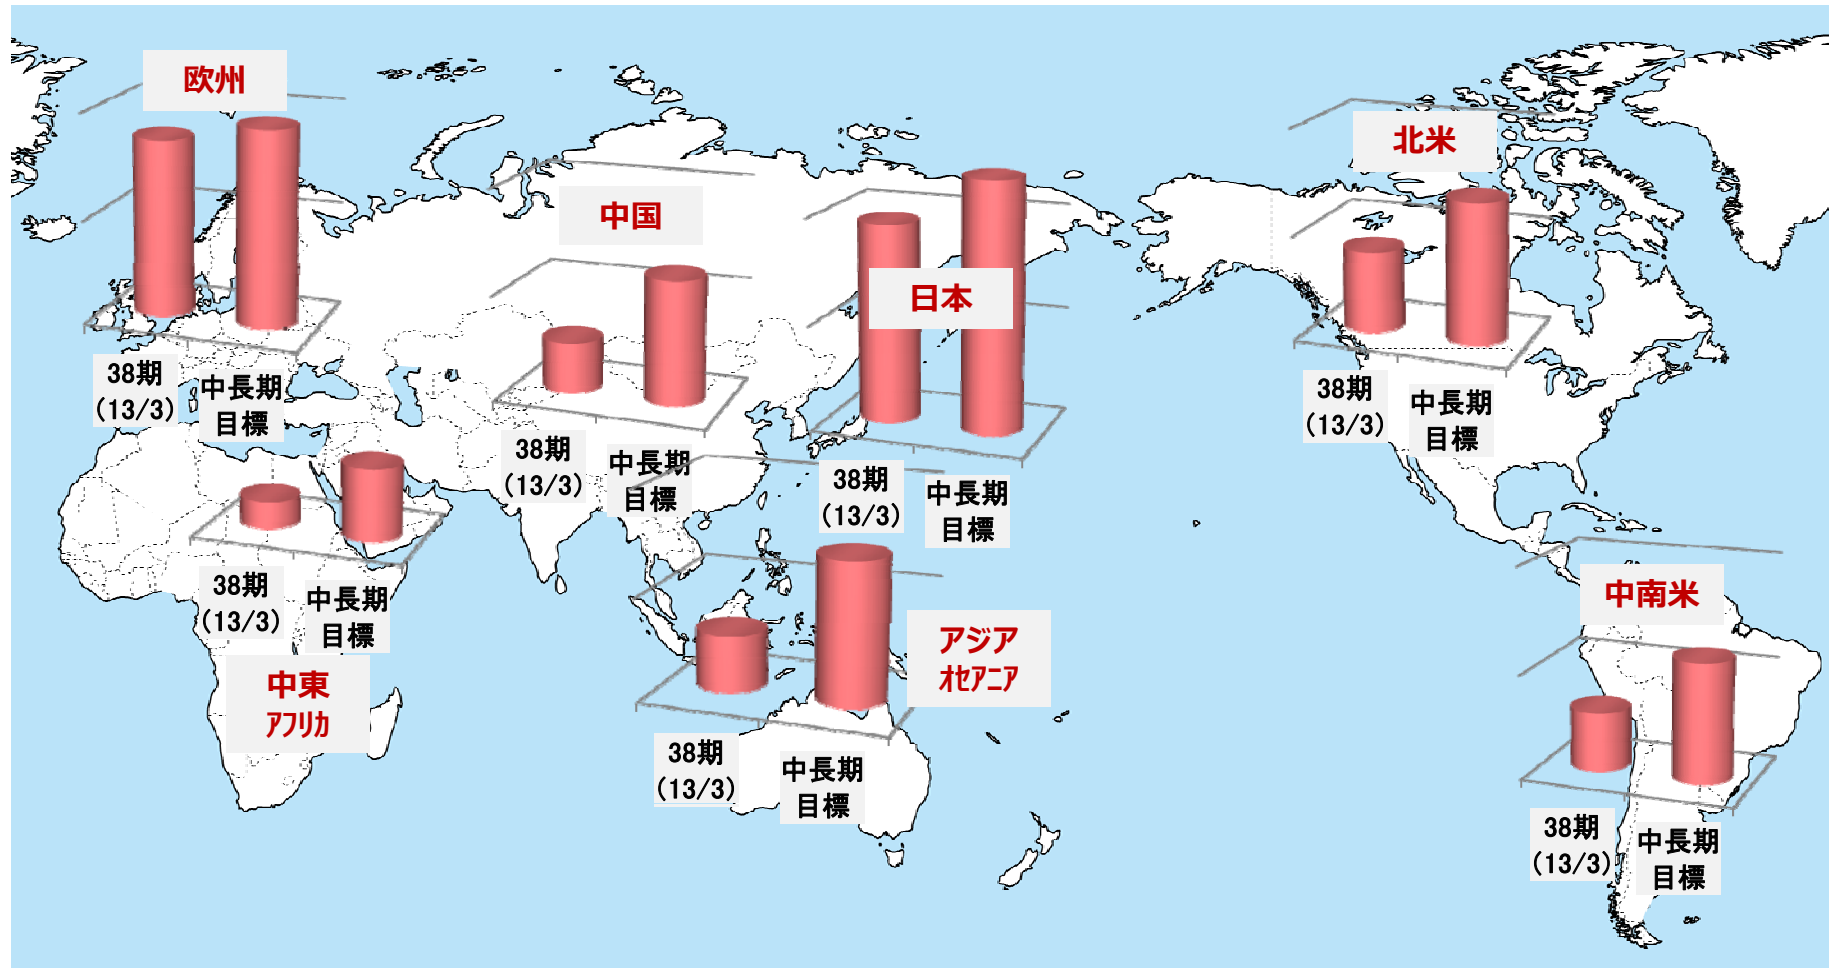 欧州
38期
(13/3)
中長期
目標
中国
38期
(13/3)
中長期
目標
日本
38期
(13/3)
中長期
目標
北米
38期
(13/3)
中長期
目標
38期
(13/3)
中長期
目標
中東
ｱﾌﾘｶ
アジア
ｵｾｱﾆｱ
38期
(13/3)
中長期
目標
中南米
38期
(13/3)
中長期
目標